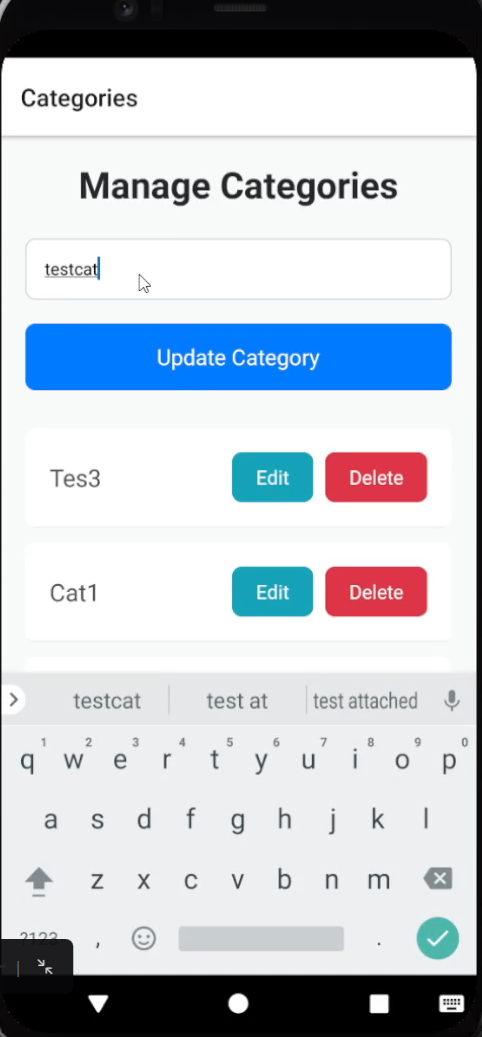 Categories
Manage Categories
testcat
Update Category
Tes3 Edit Delete
Cat1 Edit Delete
testcat test at test attached
1 2 3 4 5 6 7 8 9 0
q w e r t y u i o p
a s d f g h j k l
z x c v b n m
?123 , .